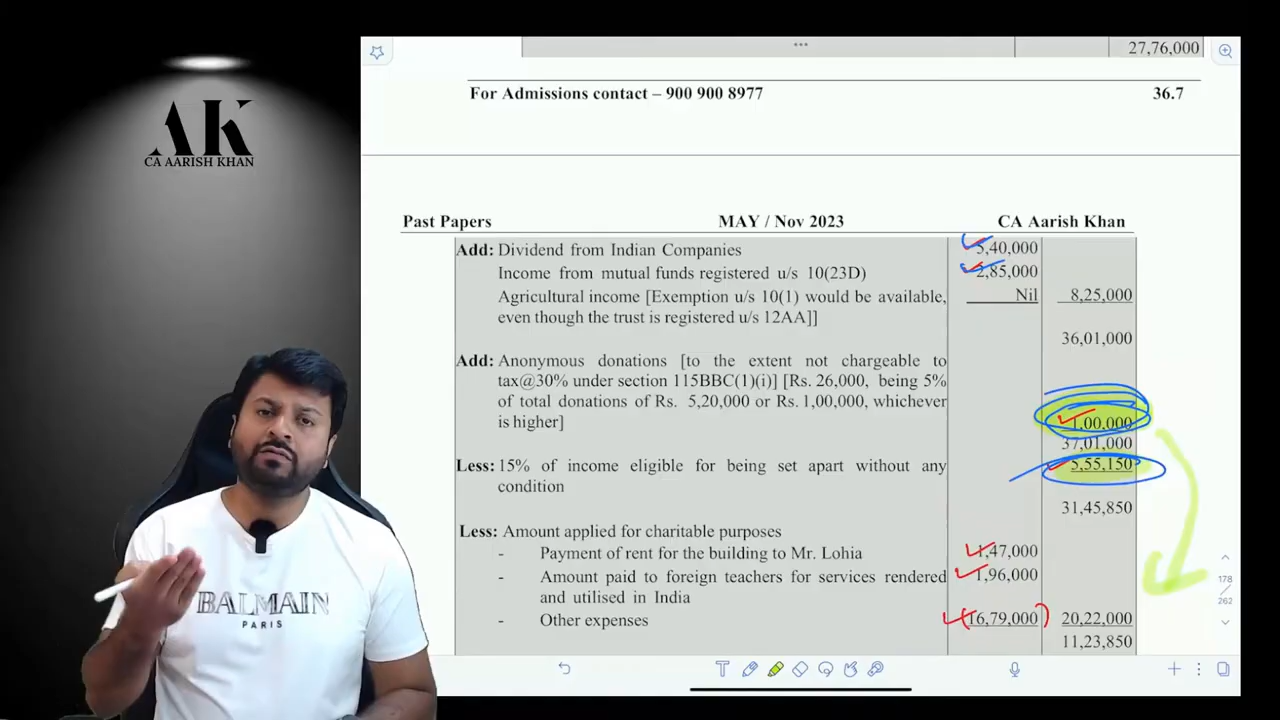 AK
CA AARISH KHAN
BALMAIN
PARIS
27,76,000
For Admissions contact – 900 900 8977 36.7
Past Papers MAY / Nov 2023 CA Aarish Khan
Add: Dividend from Indian Companies 5,40,000
Income from mutual funds registered u/s 10(23D) 2,85,000
Agricultural income [Exemption u/s 10(1) would be available, Nil 8,25,000
even though the trust is registered u/s 12AA]]
36,01,000
Add: Anonymous donations [to the extent not chargeable to
tax@30% under section 115BBC(1)(i)] [Rs. 26,000, being 5%
of total donations of Rs. 5,20,000 or Rs. 1,00,000, whichever
is higher] 1,00,000
37,01,000
Less: 15% of income eligible for being set apart without any 5,55,150
condition
31,45,850
Less: Amount applied for charitable purposes
- Payment of rent for the building to Mr. Lohia 1,47,000
- Amount paid to foreign teachers for services rendered 1,96,000
and utilised in India
- Other expenses 16,79,000 20,22,000
11,23,850
178
262
T